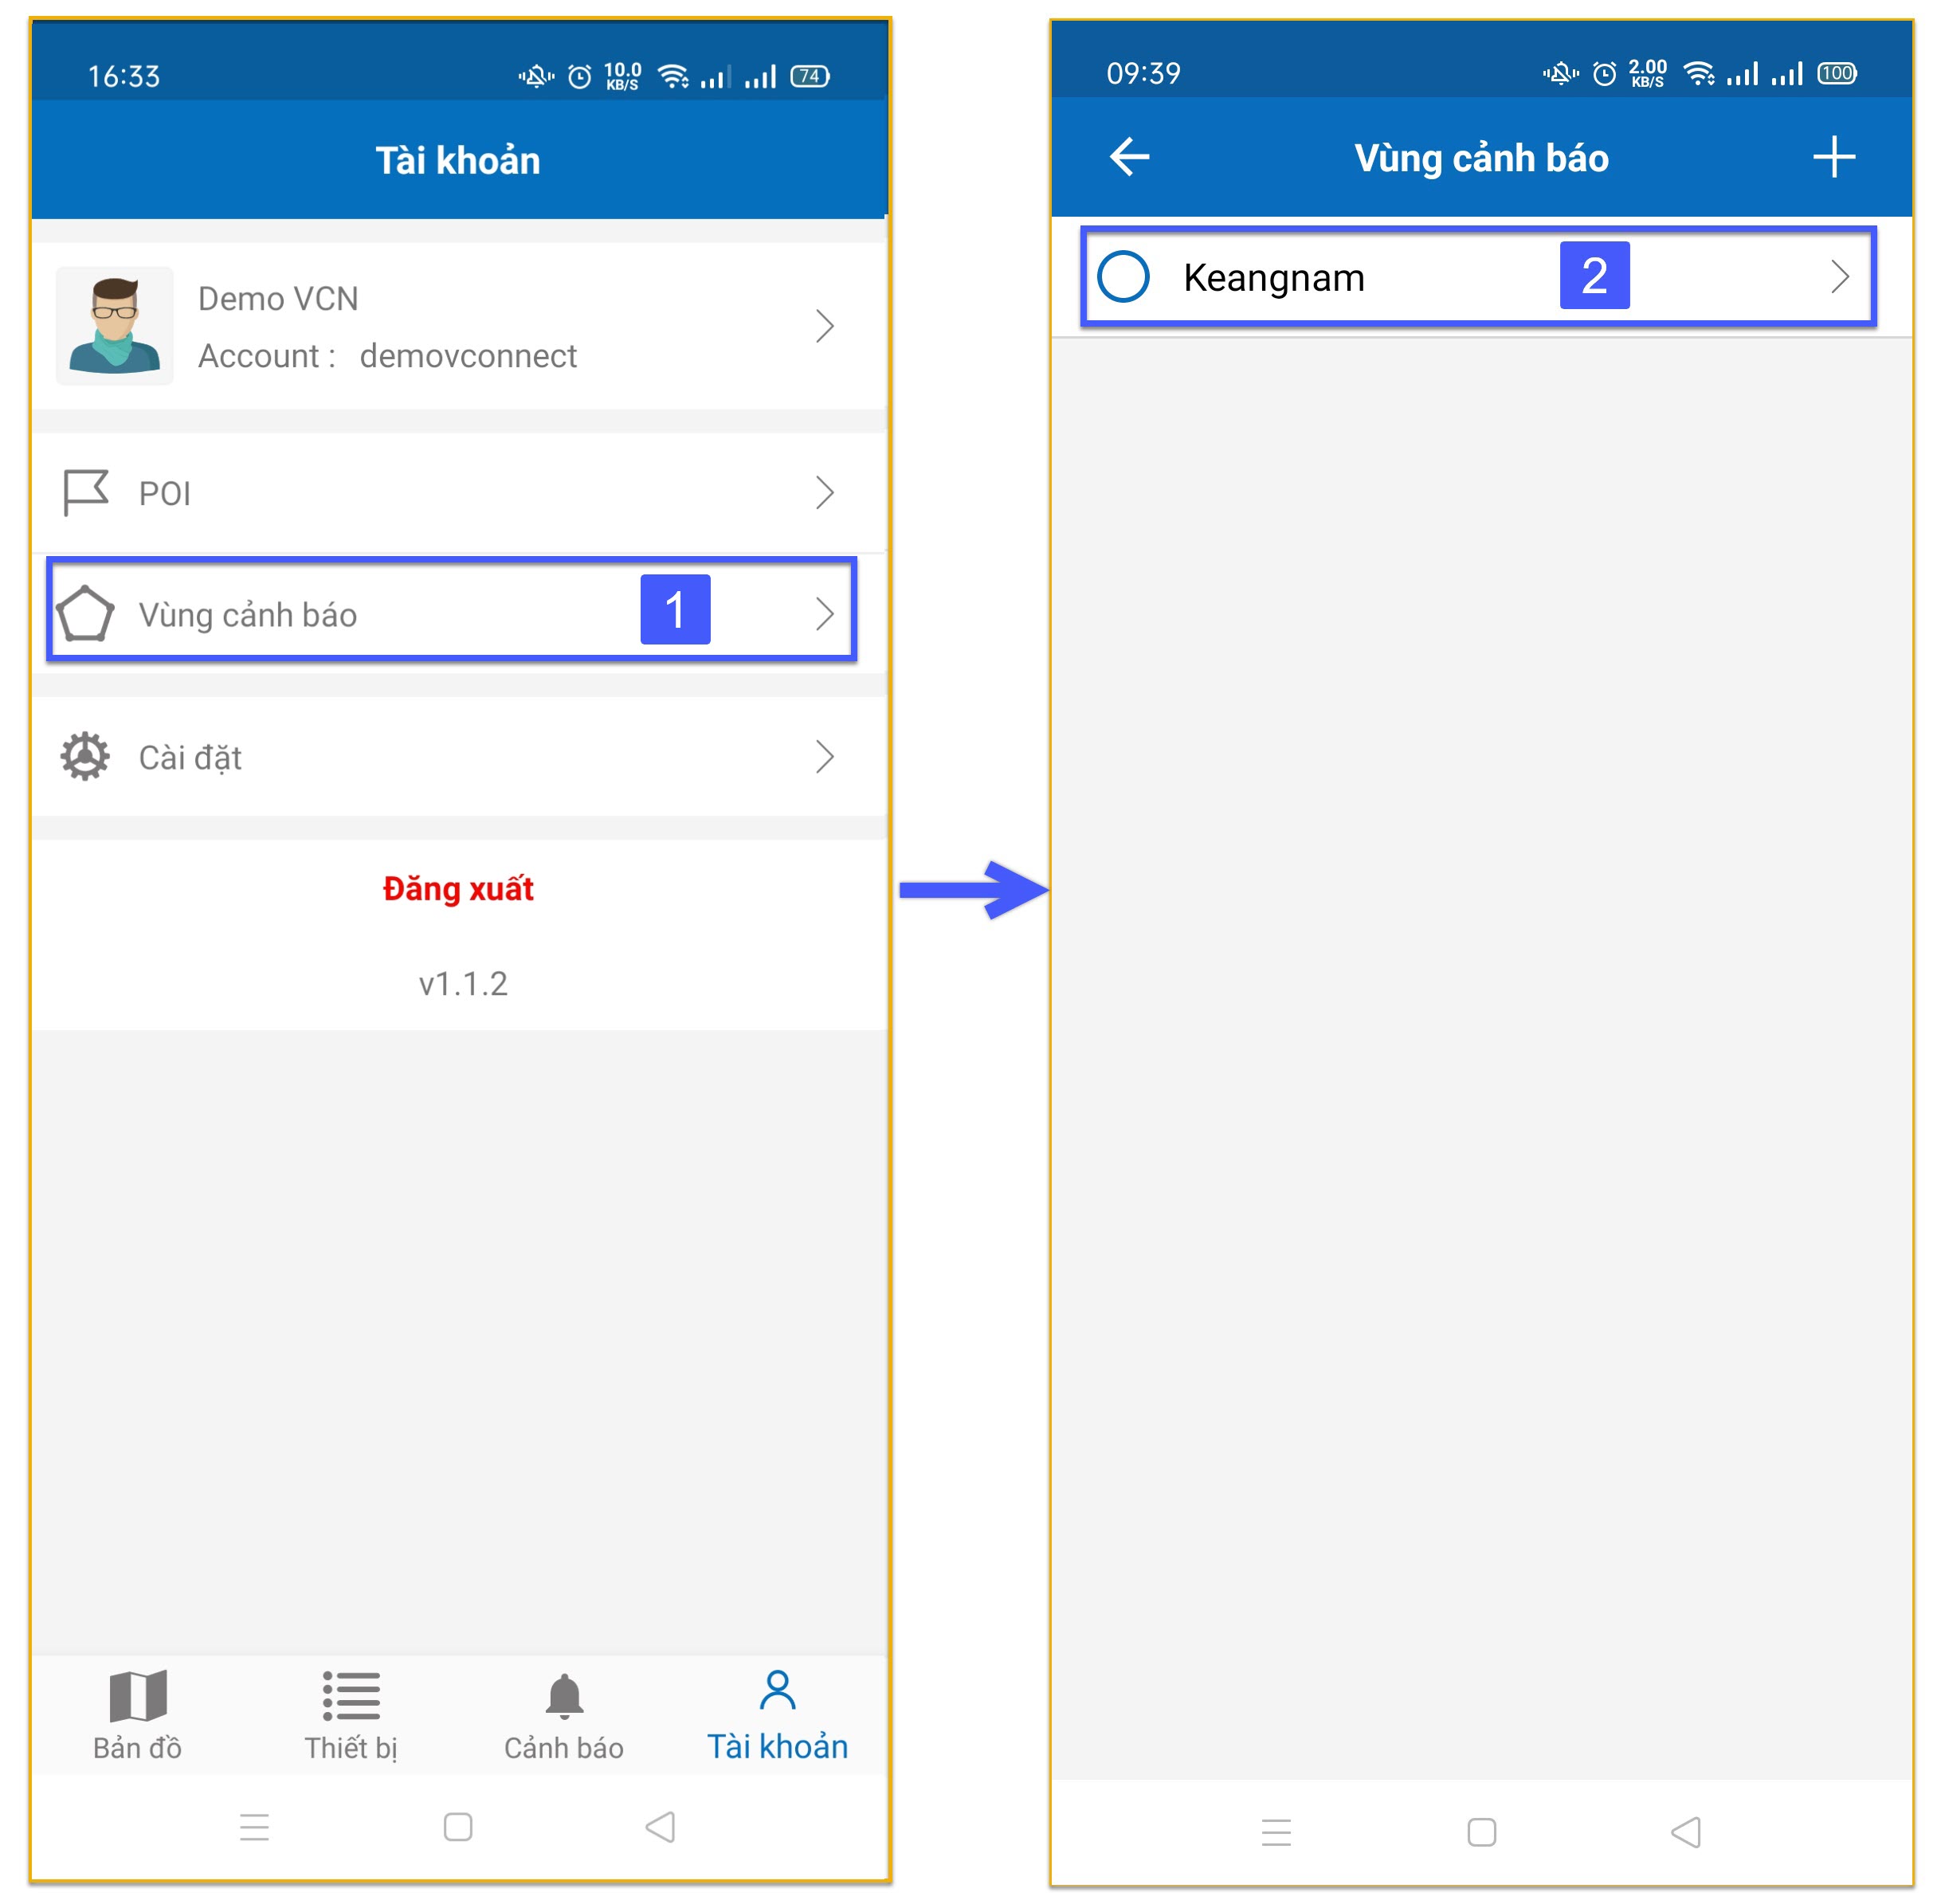 16:33
10.0
KB/S
74
Tài khoản
Demo VCN
Account : demovconnect
POI
Vùng cảnh báo
1
Cài đặt
Đăng xuất
v1.1.2
Bản đồ
Thiết bị
Cảnh báo
Tài khoản
09:39
2.00
KB/S
100
Vùng cảnh báo
Keangnam
2